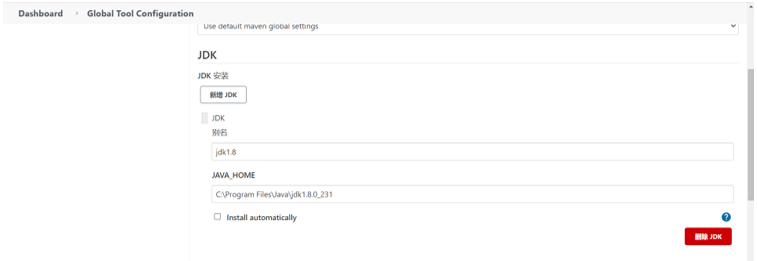 Dashboard > Global Tool Configuration
Use default maven global settings
JDK
JDK 安装
新增 JDK
JDK
别名
jdk1.8
JAVA_HOME
C:\Program Files\Java\jdk1.8.0_231
Install automatically
?
删除 JDK